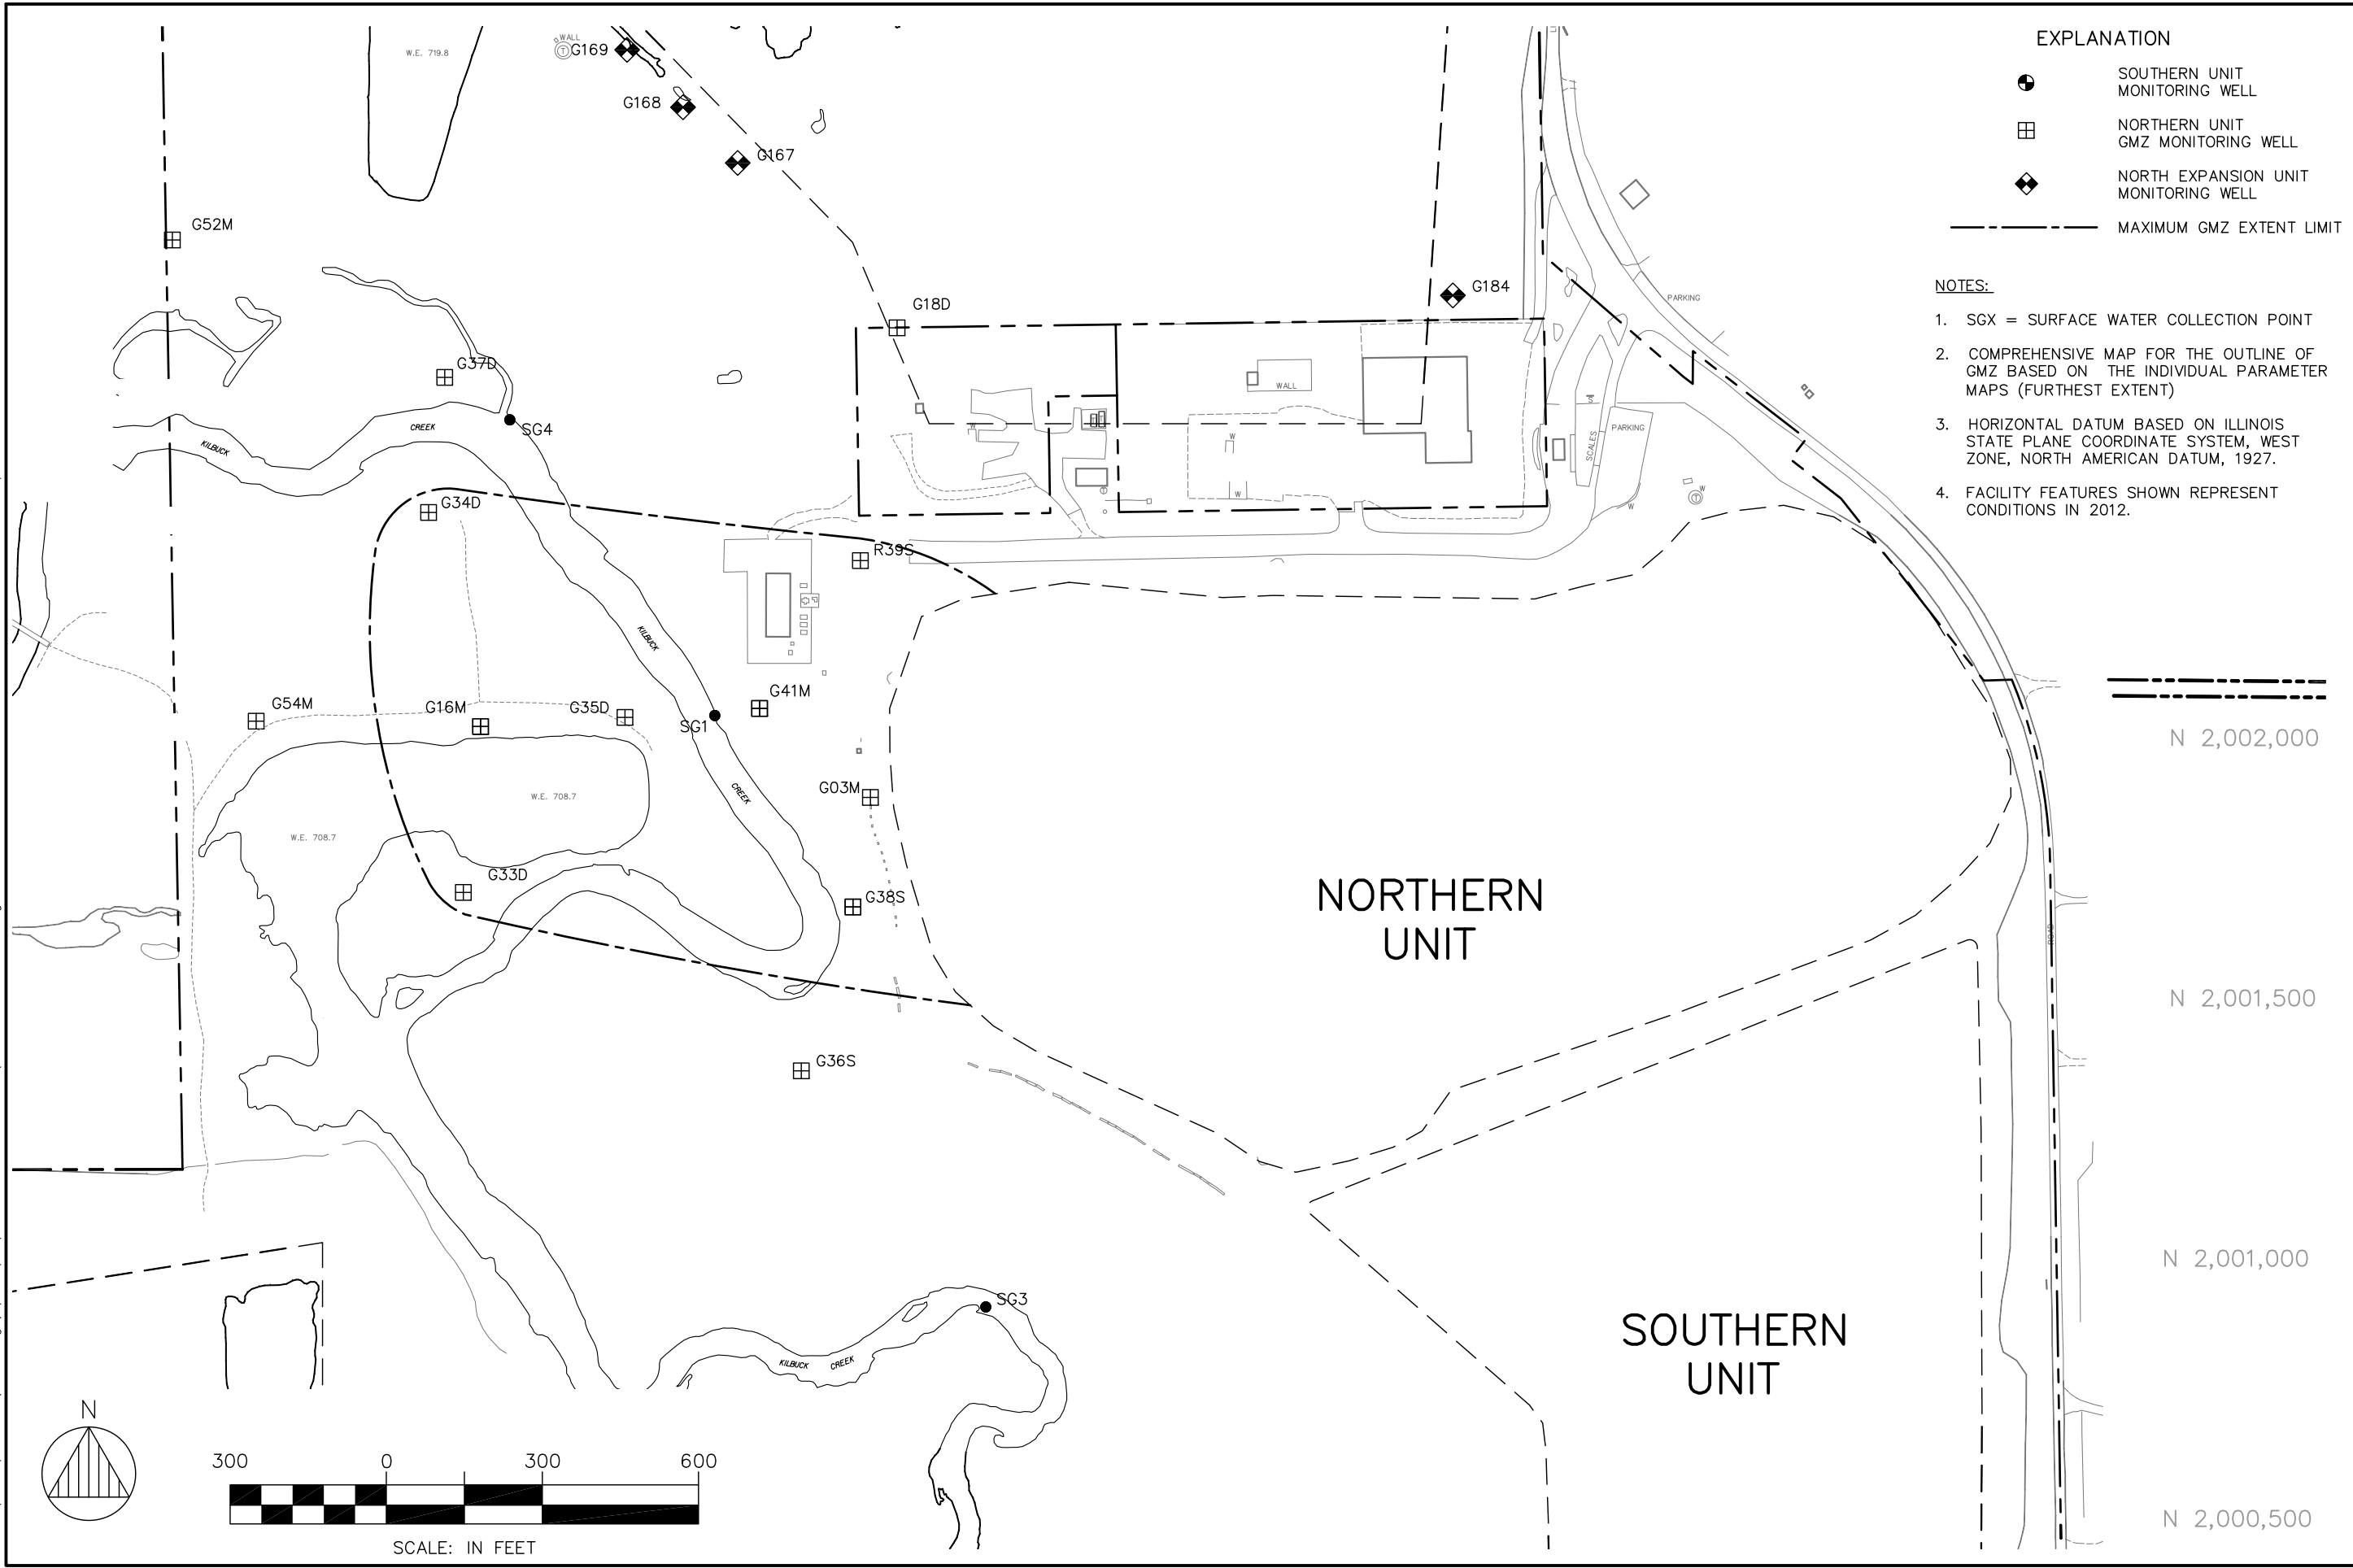 EXPLANATION
SOUTHERN UNIT
MONITORING WELL
NORTHERN UNIT
GMZ MONITORING WELL
NORTH EXPANSION UNIT
MONITORING WELL
MAXIMUM GMZ EXTENT LIMIT
NOTES:
1. SGX = SURFACE WATER COLLECTION POINT
2. COMPREHENSIVE MAP FOR THE OUTLINE OF
GMZ BASED ON THE INDIVIDUAL PARAMETER
MAPS (FURTHEST EXTENT)
3. HORIZONTAL DATUM BASED ON ILLINOIS
STATE PLANE COORDINATE SYSTEM, WEST
ZONE, NORTH AMERICAN DATUM, 1927.
4. FACILITY FEATURES SHOWN REPRESENT
CONDITIONS IN 2012.
W.E. 719.8
WALL
T
G169
G168
G167
G52M
G18D
G184
PARKING
G37D
SG4
KILBUCK
CREEK
WALL
W
W
W
SCALES
PARKING
W
T
W
G34D
R39S
KILBUCK
G54M
G16M
G35D
SG1
G41M
CREEK
G03M
W.E. 708.7
W.E. 708.7
G33D
G38S
NORTHERN
UNIT
ROAD
G36S
SG3
KILBUCK
CREEK
SOUTHERN
UNIT
N 2,002,000
N 2,001,500
N 2,001,000
N 2,000,500
N
300 0 300 600
SCALE: IN FEET